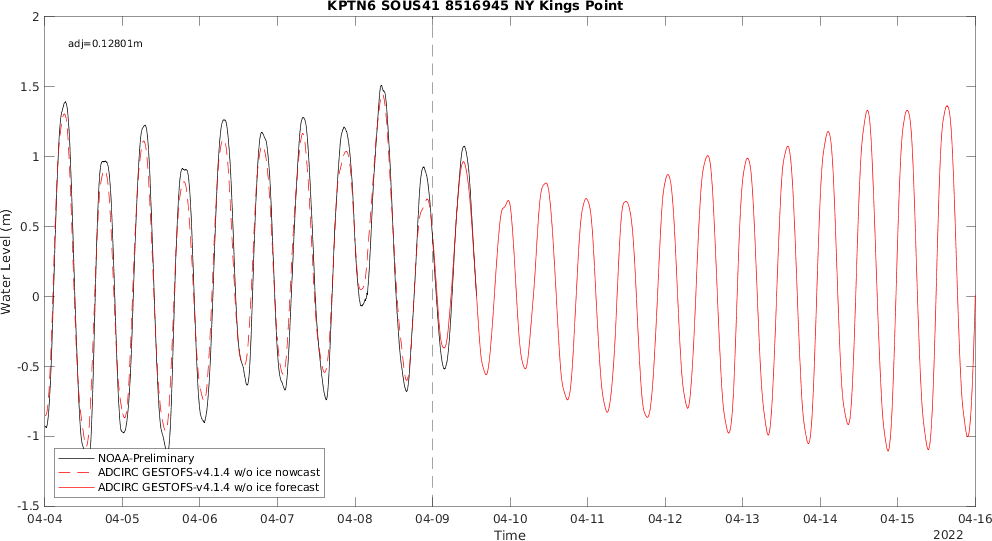 KPTN6 SOUS41 8516945 NY Kings Point
adj=0.12801m
2
1.5
1
0.5
0
-0.5
-1
-1.5
Water Level (m)
NOAA-Preliminary
ADCIRC GESTOFS-v4.1.4 w/o ice nowcast
ADCIRC GESTOFS-v4.1.4 w/o ice forecast
04-04 04-05 04-06 04-07 04-08 04-09 04-10 04-11 04-12 04-13 04-14 04-15 04-16
Time
2022